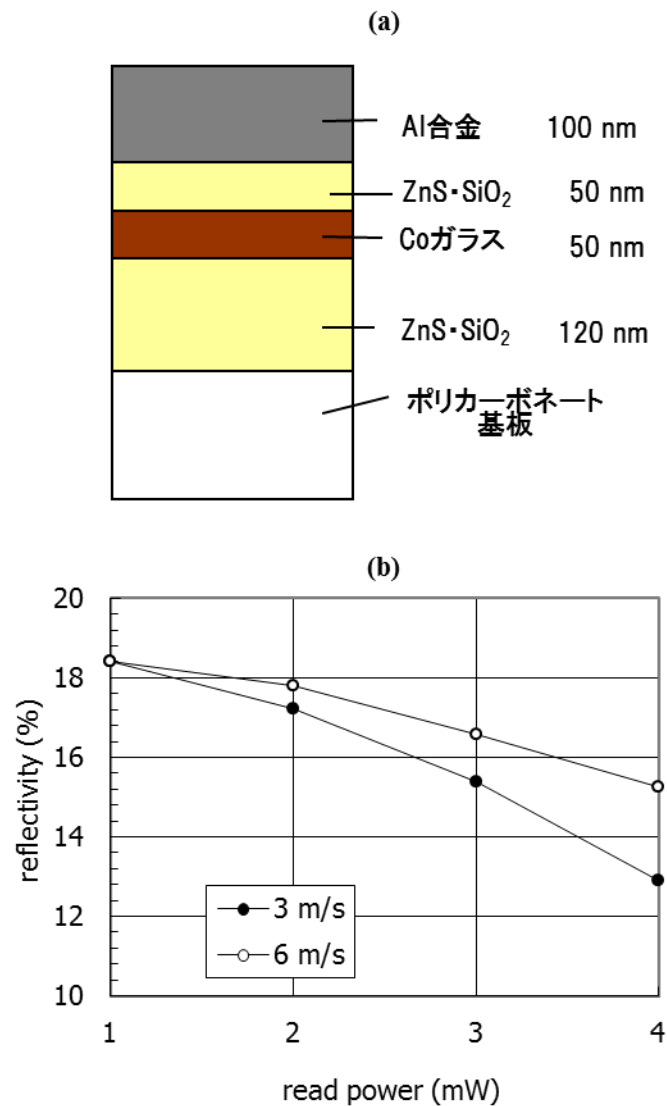 (a)
Al合金 100 nm
ZnS・SiO₂ 50 nm
Coガラス 50 nm
ZnS・SiO₂ 120 nm
ポリカーボネート
基板
(b)
20
18
16
14
12
10
reflectivity (%)
3 m/s
6 m/s
1 2 3 4
read power (mW)